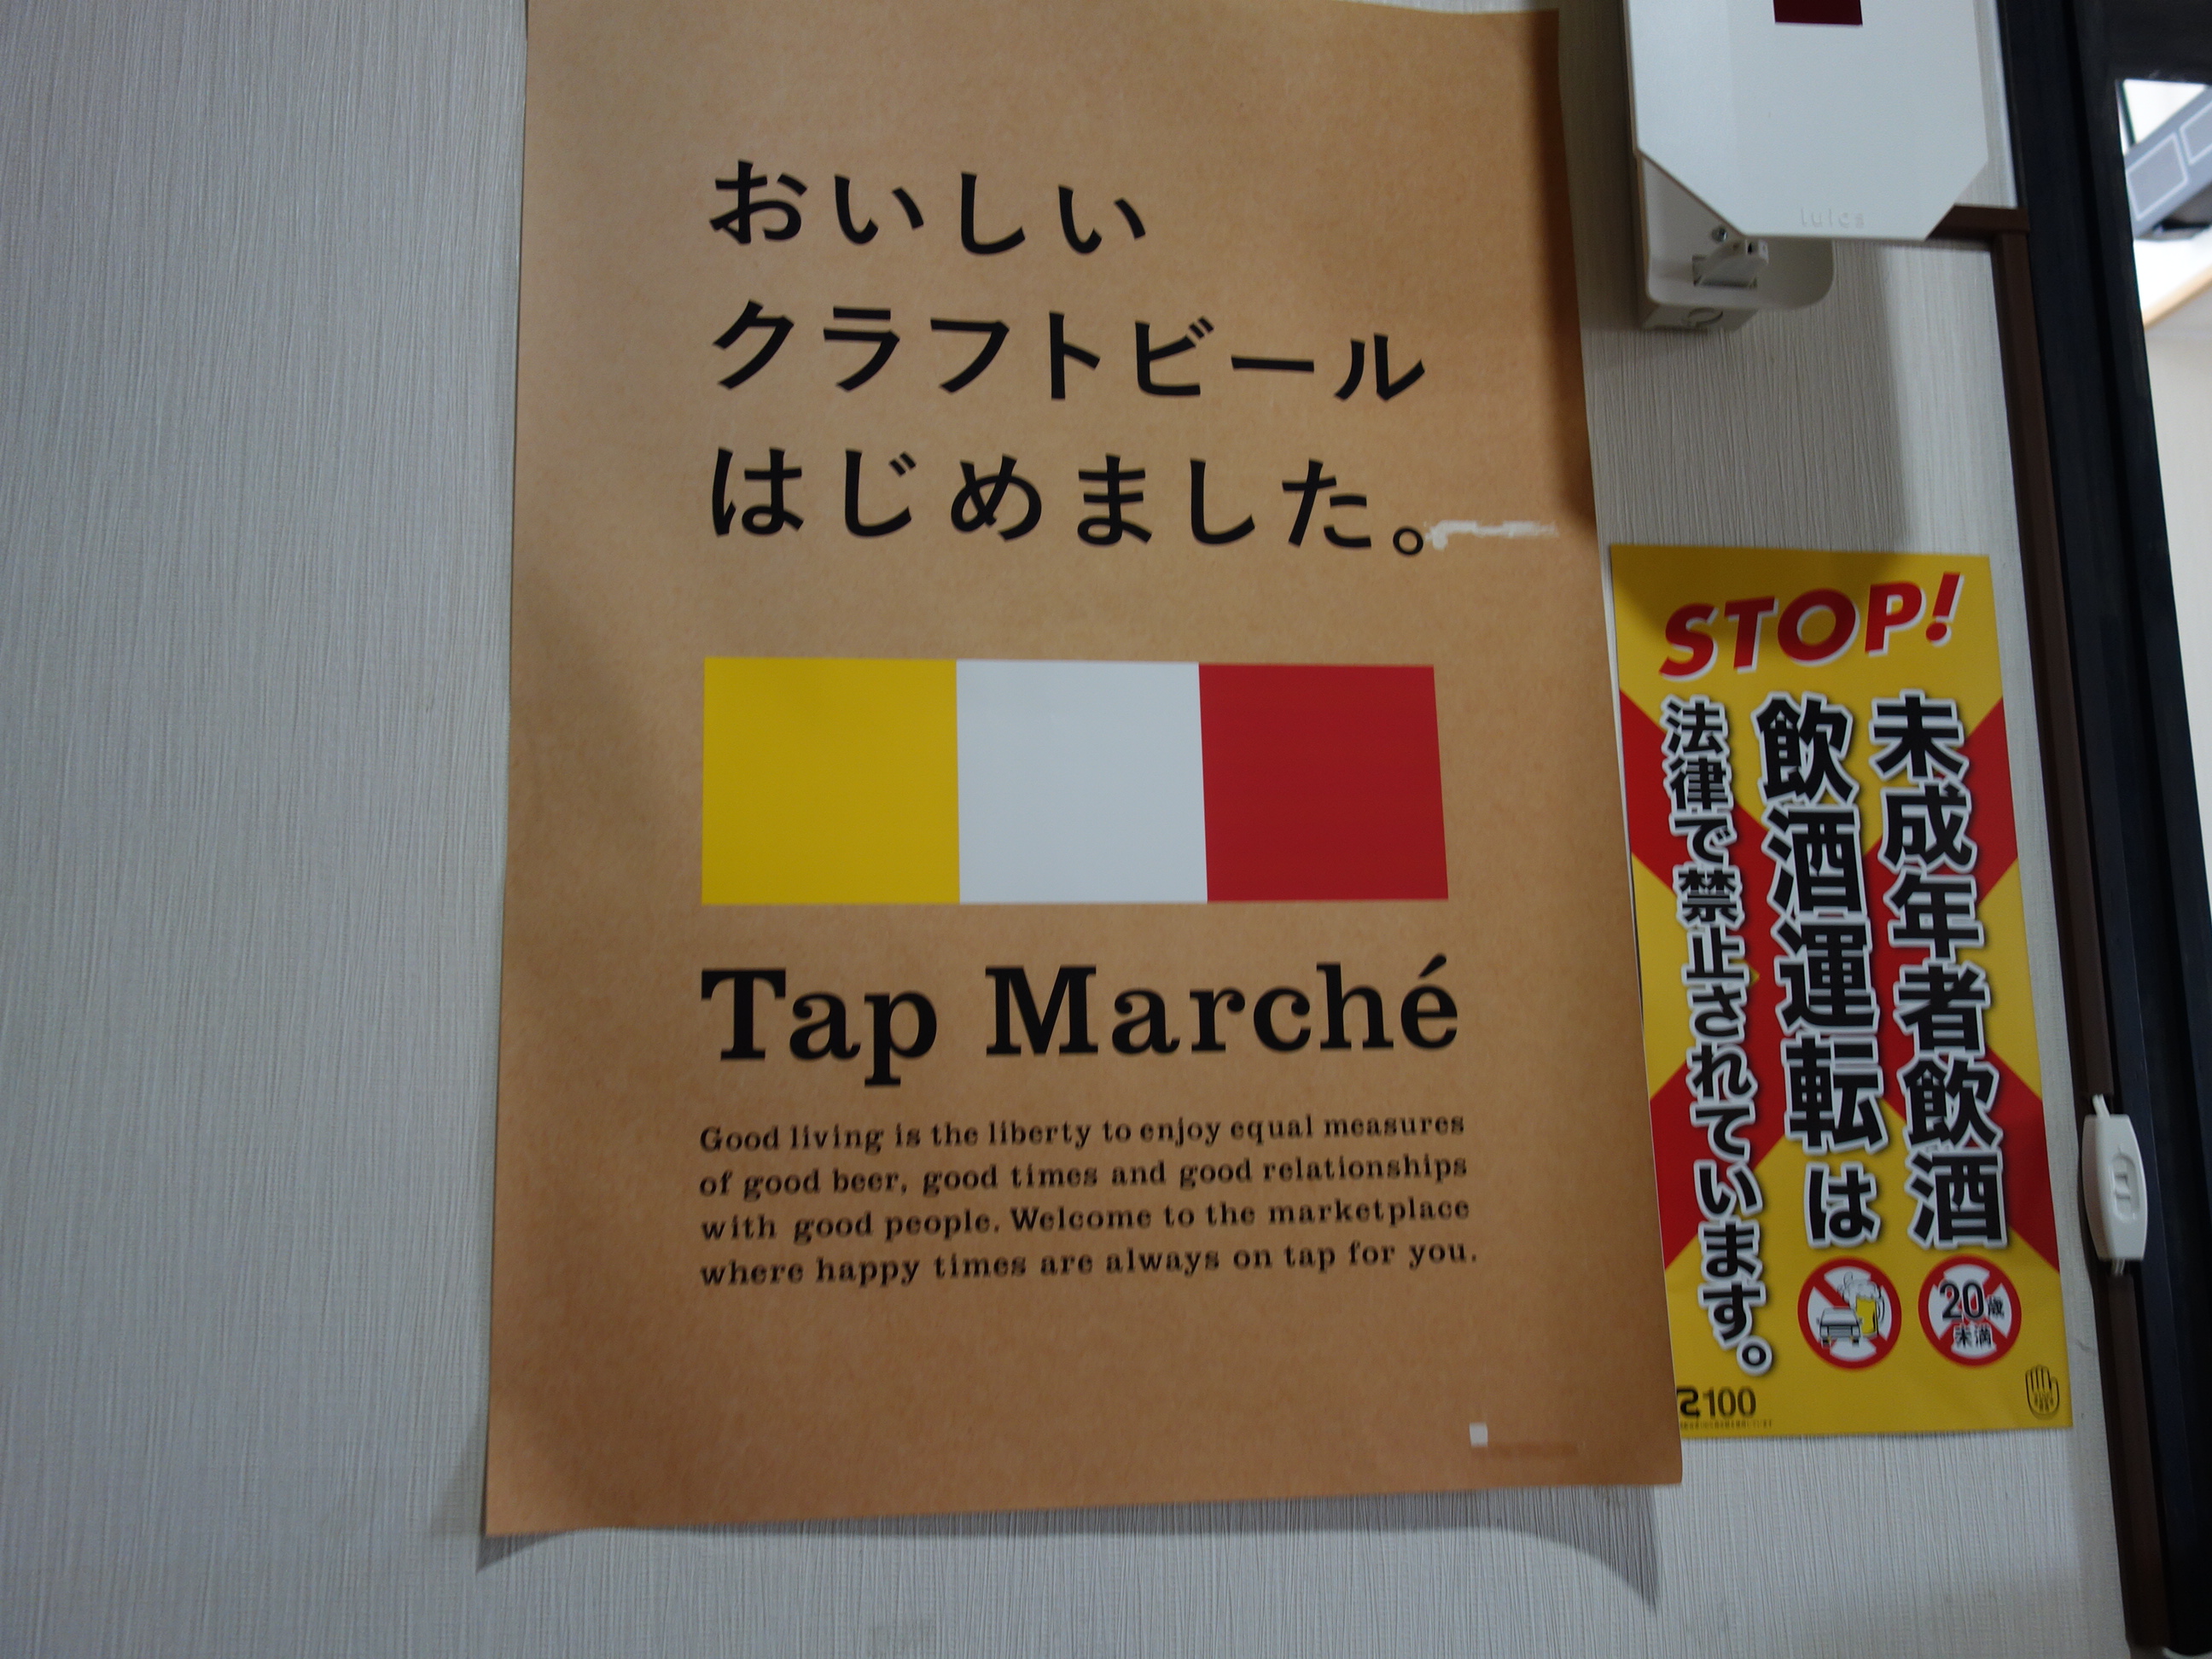 おいしい
クラフトビール
はじめました。
Tap Marché
Good living is the liberty to enjoy equal measures
of good beer, good times and good relationships
with good people. Welcome to the marketplace
where happy times are always on tap for you.
STOP!
未成年者飲酒
飲酒運転は
法律で禁止されています。
20歳
未満
100